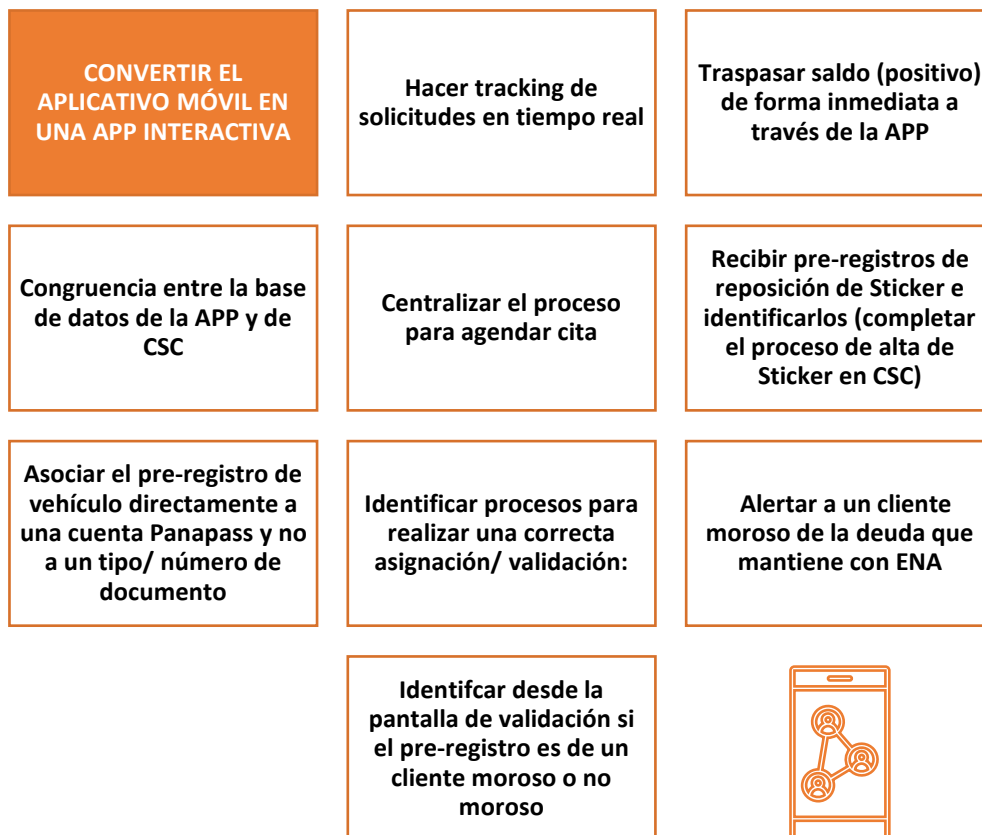 CONVERTIR EL
APLICATIVO MÓVIL EN
UNA APP INTERACTIVA
Hacer tracking de
solicitudes en tiempo real
Traspasar saldo (positivo)
de forma inmediata a
través de la APP
Congruencia entre la base
de datos de la APP y de
CSC
Centralizar el proceso
para agendar cita
Recibir pre-registros de
reposición de Sticker e
identificarlos (completar
el proceso de alta de
Sticker en CSC)
Asociar el pre-registro de
vehículo directamente a
una cuenta Panapass y no
a un tipo/ número de
documento
Identificar procesos para
realizar una correcta
asignación/ validación:
Alertar a un cliente
moroso de la deuda que
mantiene con ENA
Identifcar desde la
pantalla de validación si
el pre-registro es de un
cliente moroso o no
moroso